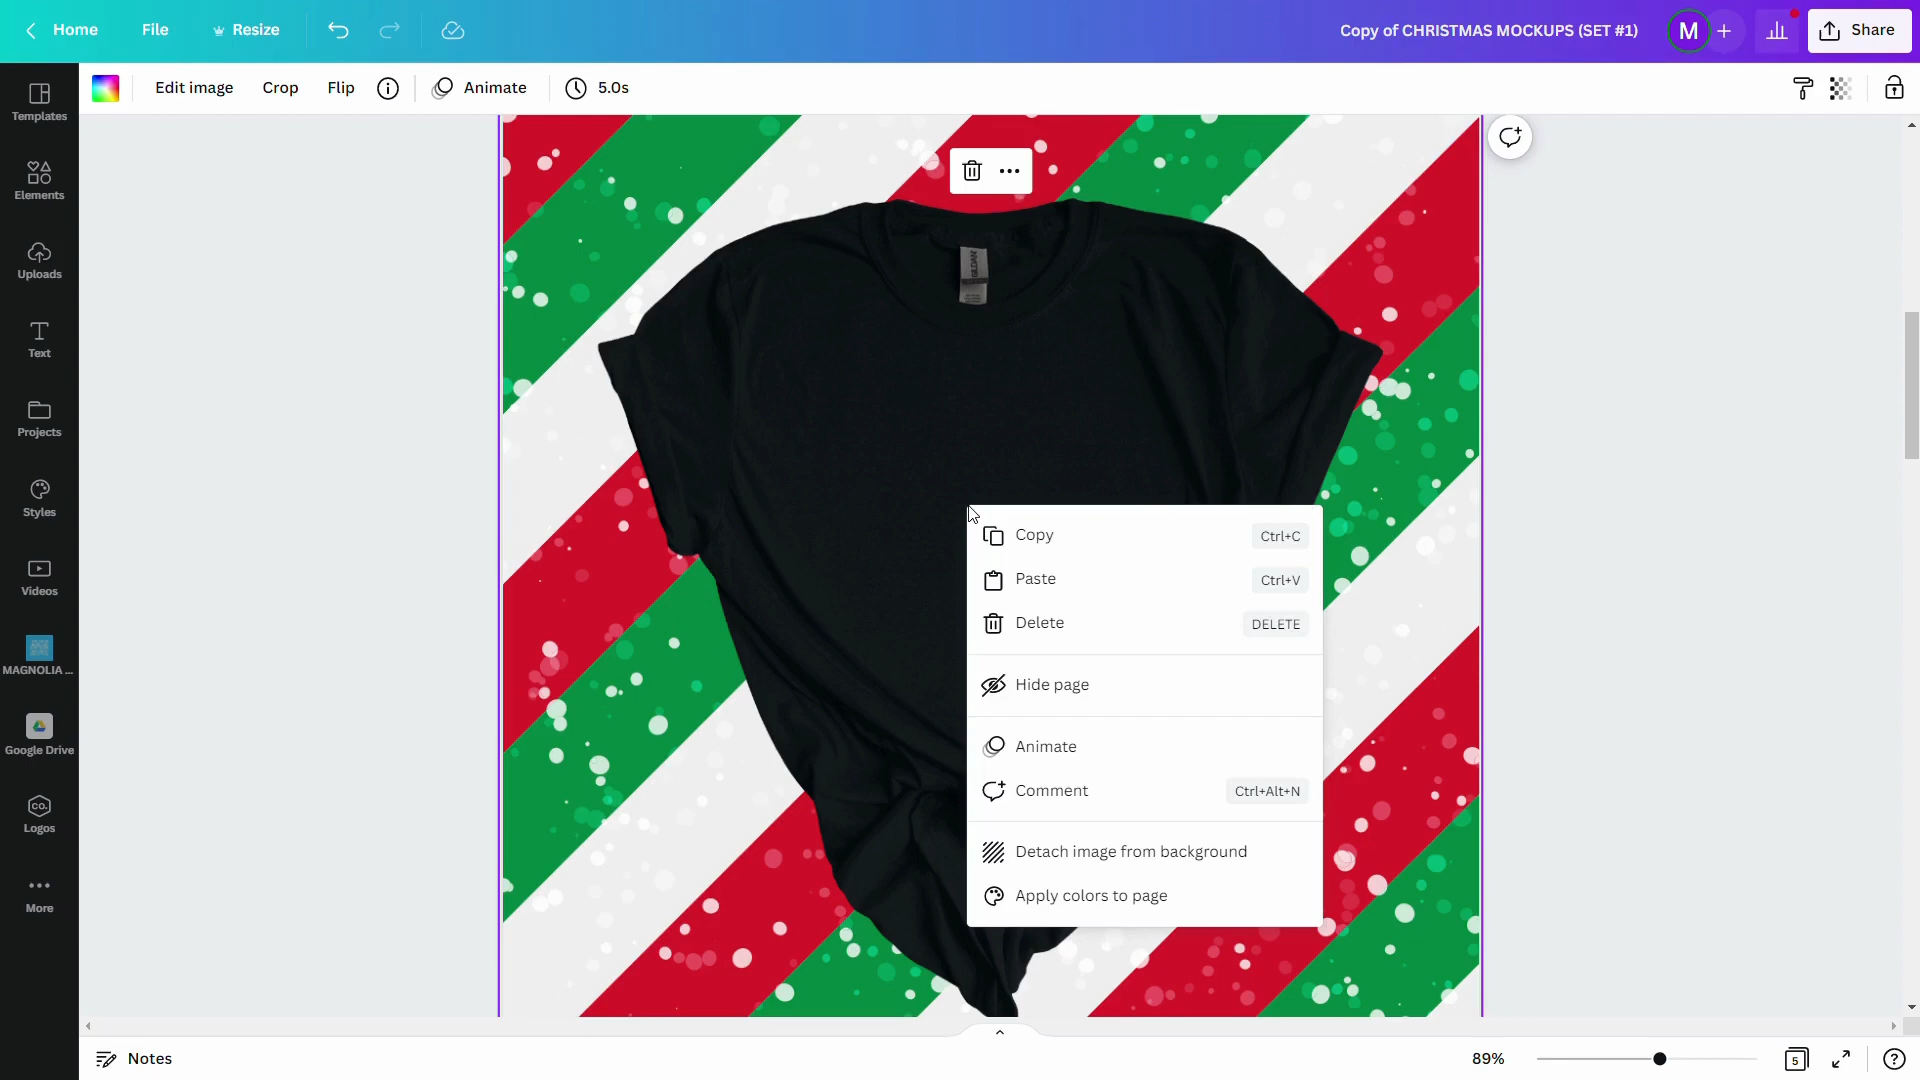 Home
File
Resize
Copy of CHRISTMAS MOCKUPS (SET #1)
M
Share
Edit image
Crop
Flip
Animate
5.0s
Templates
Elements
Uploads
Text
Projects
Styles
Videos
MAGNOLIA ...
Google Drive
CO.
Logos
More
GILDAN
Copy Ctrl+C
Paste Ctrl+V
Delete DELETE
Hide page
Animate
Comment Ctrl+Alt+N
Detach image from background
Apply colors to page
Notes
89%
5